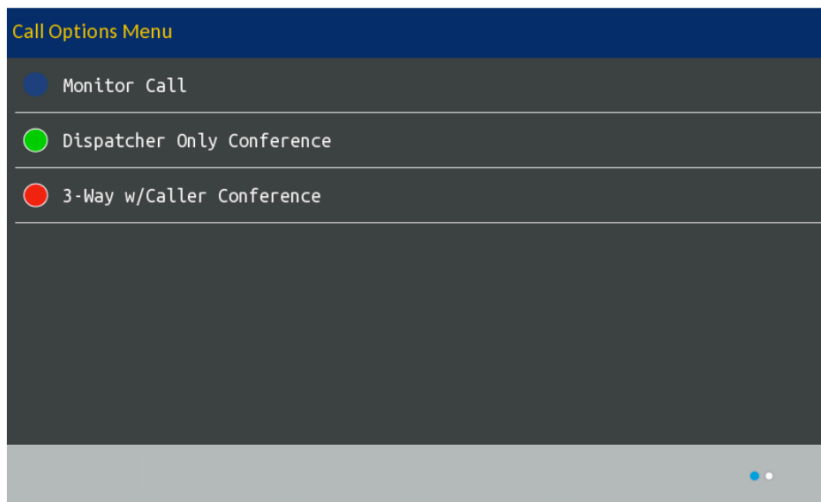 Call Options Menu
Monitor Call
Dispatcher Only Conference
3-Way w/Caller Conference